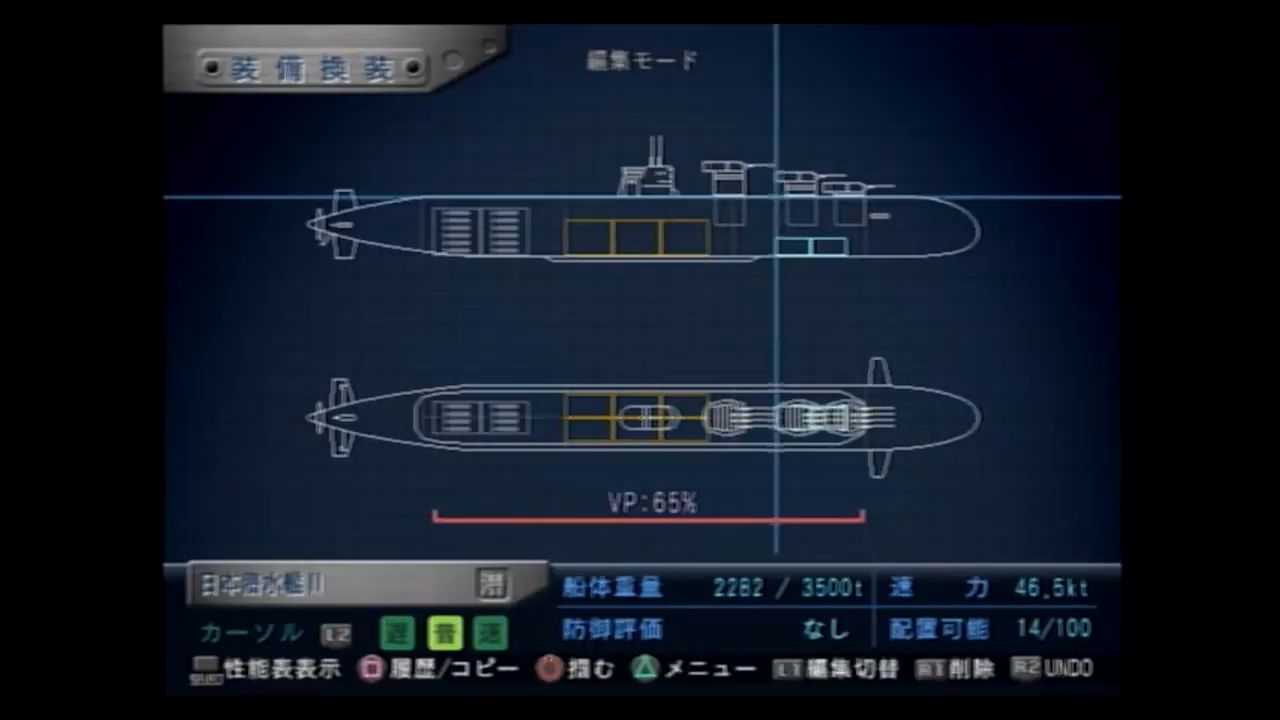 装備換装
編集モード
VP:65%
日本潜水艦II 潜
船体重量 2282 / 3500t 速 力 46.5kt
カーソル L2 遅 普 速 防御評価 なし 配置可能 14/100
性能表表示 履歴/コピー 掴む メニュー L1 編集切替 R1 削除 R2 UNDO